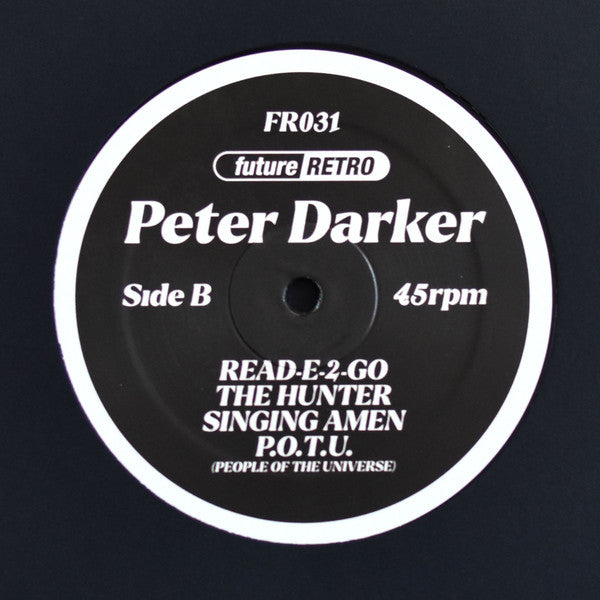 FR031
future RETRO
Peter Darker
Side B 45rpm
READ-E-2-GO
THE HUNTER
SINGING AMEN
P.O.T.U.
(PEOPLE OF THE UNIVERSE)